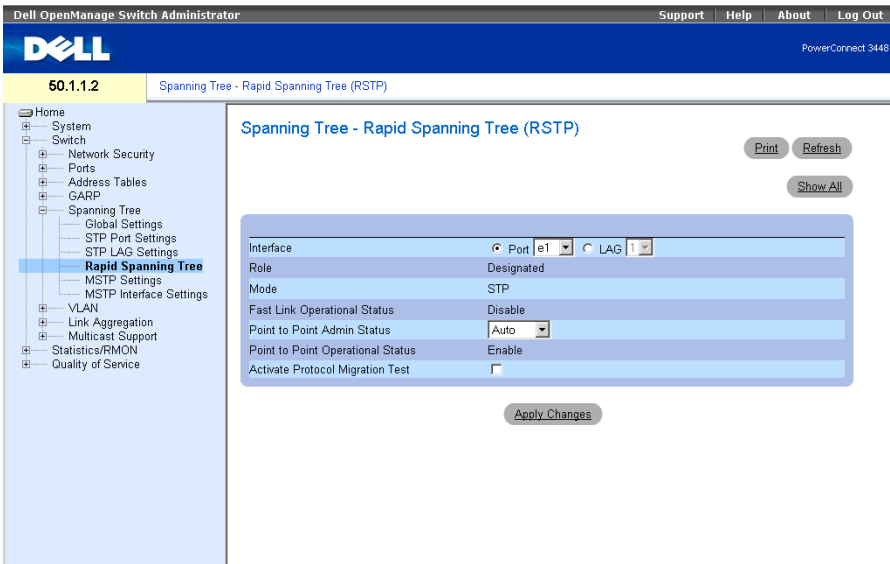 Dell OpenManage Switch Administrator
Support Help About Log Out
DELL
PowerConnect 3448
50.1.1.2
Spanning Tree - Rapid Spanning Tree (RSTP)
Home
System
Switch
Network Security
Ports
Address Tables
GARP
Spanning Tree
Global Settings
STP Port Settings
STP LAG Settings
Rapid Spanning Tree
MSTP Settings
MSTP Interface Settings
VLAN
Link Aggregation
Multicast Support
Statistics/RMON
Quality of Service
Spanning Tree - Rapid Spanning Tree (RSTP)
Print Refresh
Show All
Interface Port e1 LAG 1
Role Designated
Mode STP
Fast Link Operational Status Disable
Point to Point Admin Status Auto
Point to Point Operational Status Enable
Activate Protocol Migration Test
Apply Changes